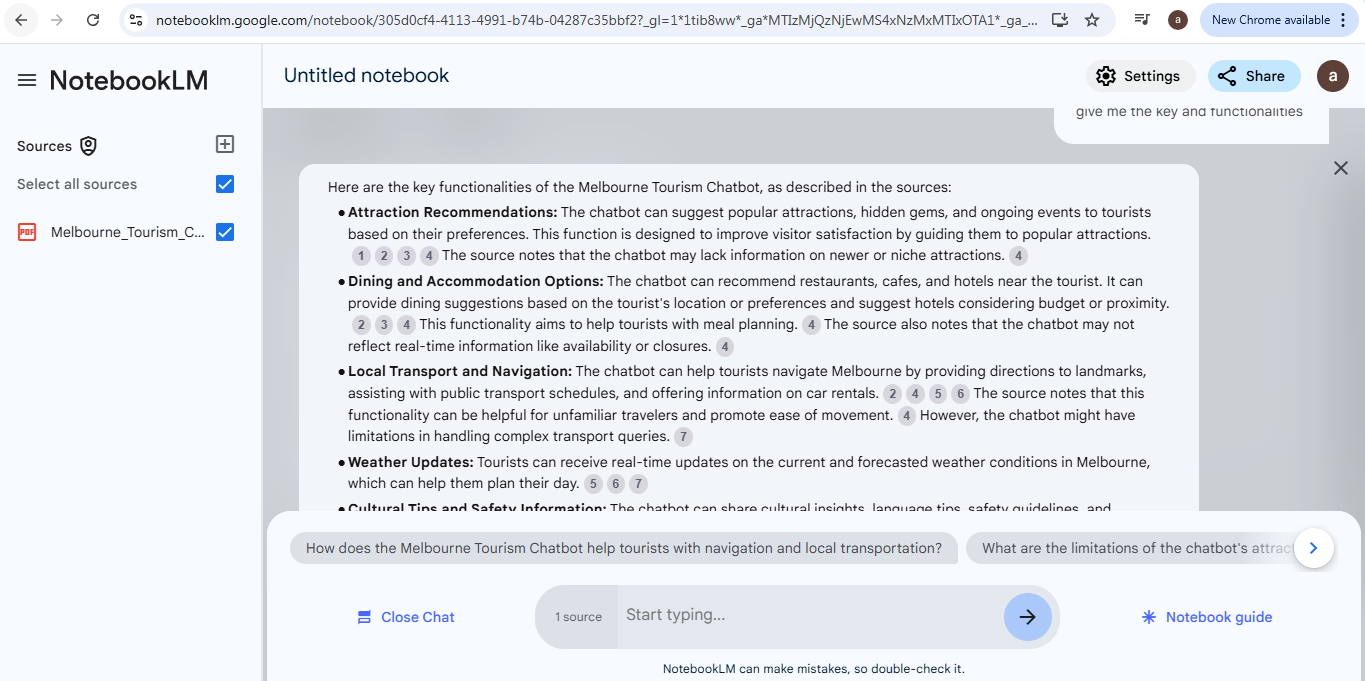 notebooklm.google.com/notebook/305d0cf4-4113-4991-b74b-04287c35bbf2?_gl=1*1tib8ww*_ga*MTIzMjQzNjEwMS4xNzMxMTIxOTA1*_ga_...
a
New Chrome available
NotebookLM
Untitled notebook
Settings
Share
a
Sources
Select all sources
PDF
Melbourne_Tourism_C...
give me the key and functionalities
Here are the key functionalities of the Melbourne Tourism Chatbot, as described in the sources:
● Attraction Recommendations: The chatbot can suggest popular attractions, hidden gems, and ongoing events to tourists
based on their preferences. This function is designed to improve visitor satisfaction by guiding them to popular attractions.
1 2 3 4 The source notes that the chatbot may lack information on newer or niche attractions. 4
● Dining and Accommodation Options: The chatbot can recommend restaurants, cafes, and hotels near the tourist. It can
provide dining suggestions based on the tourist's location or preferences and suggest hotels considering budget or proximity.
2 3 4 This functionality aims to help tourists with meal planning. 4 The source also notes that the chatbot may not
reflect real-time information like availability or closures. 4
● Local Transport and Navigation: The chatbot can help tourists navigate Melbourne by providing directions to landmarks,
assisting with public transport schedules, and offering information on car rentals. 2 4 5 6 The source notes that this
functionality can be helpful for unfamiliar travelers and promote ease of movement. 4 However, the chatbot might have
limitations in handling complex transport queries. 7
● Weather Updates: Tourists can receive real-time updates on the current and forecasted weather conditions in Melbourne,
which can help them plan their day. 5 6 7
● Cultural Tips and Safety Information: The chatbot can share cultural insights, language tips, safety guidelines, and
How does the Melbourne Tourism Chatbot help tourists with navigation and local transportation?
What are the limitations of the chatbot's attrac
Close Chat
1 source
Start typing...
Notebook guide
NotebookLM can make mistakes, so double-check it.